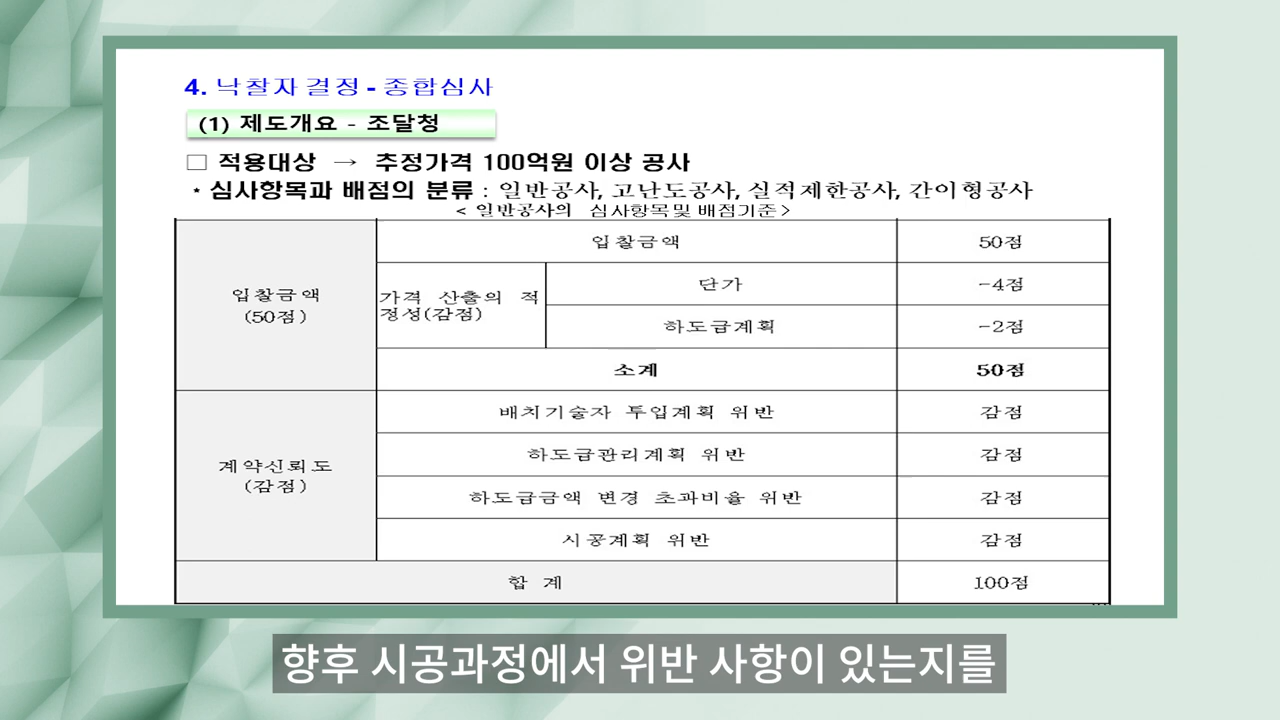 4. 낙찰자 결정 - 종합심사
(1) 제도개요 - 조달청
□ 적용대상 → 추정가격 100억원 이상 공사
* 심사항목과 배점의 분류 : 일반공사, 고난도공사, 실적제한공사, 간이형공사
< 일반공사의 심사항목및 배점기준 >
입찰금액
(50점)
입찰금액 50점
가격 산출의 적
정성(감점)
단가 -4점
하도급계획 -2점
소계 50점
계약신뢰도
(감점)
배치기술자 투입계획 위반 감점
하도급관리계획 위반 감점
하도급금액 변경 초과비율 위반 감점
시공계획 위반 감점
합 계 100점
향후 시공과정에서 위반 사항이 있는지를